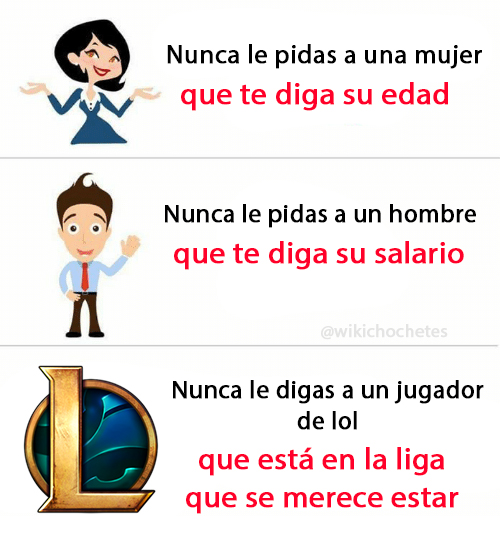 Nunca le pidas a una mujer
que te diga su edad
Nunca le pidas a un hombre
que te diga su salario
@wikichochetes
Nunca le digas a un jugador
de lol
que está en la liga
que se merece estar